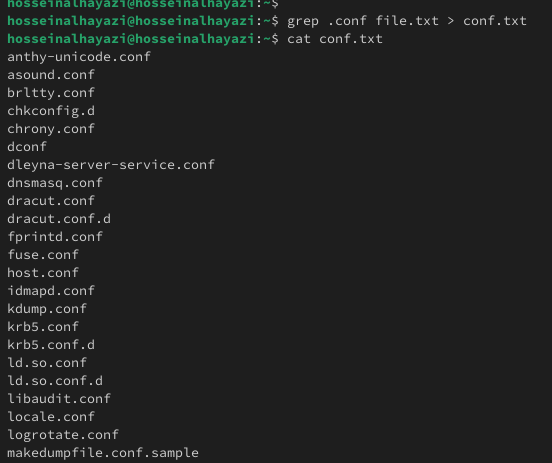 hosseinalhayazi@hosseinalhayazi:~$
hosseinalhayazi@hosseinalhayazi:~$ grep .conf file.txt > conf.txt
hosseinalhayazi@hosseinalhayazi:~$ cat conf.txt
anthy-unicode.conf
asound.conf
brltty.conf
chkconfig.d
chrony.conf
dconf
dleyna-server-service.conf
dnsmasq.conf
dracut.conf
dracut.conf.d
fprintd.conf
fuse.conf
host.conf
idmapd.conf
kdump.conf
krb5.conf
krb5.conf.d
ld.so.conf
ld.so.conf.d
libaudit.conf
locale.conf
logrotate.conf
makedumpfile.conf.sample